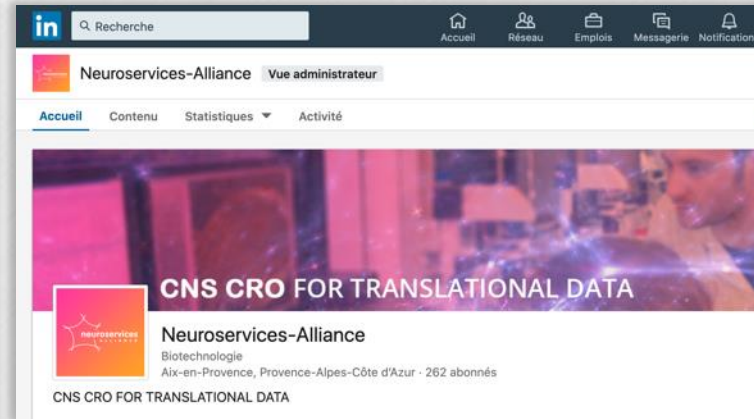 in Recherche
Accueil Réseau Emplois Messagerie Notification
Neuroservices-Alliance Vue administrateur
Accueil Contenu Statistiques Activité
CNS CRO FOR TRANSLATIONAL DATA
neuroservices
ALLIANCE
Neuroservices-Alliance
Biotechnologie
Aix-en-Provence, Provence-Alpes-Côte d'Azur · 262 abonnés
CNS CRO FOR TRANSLATIONAL DATA